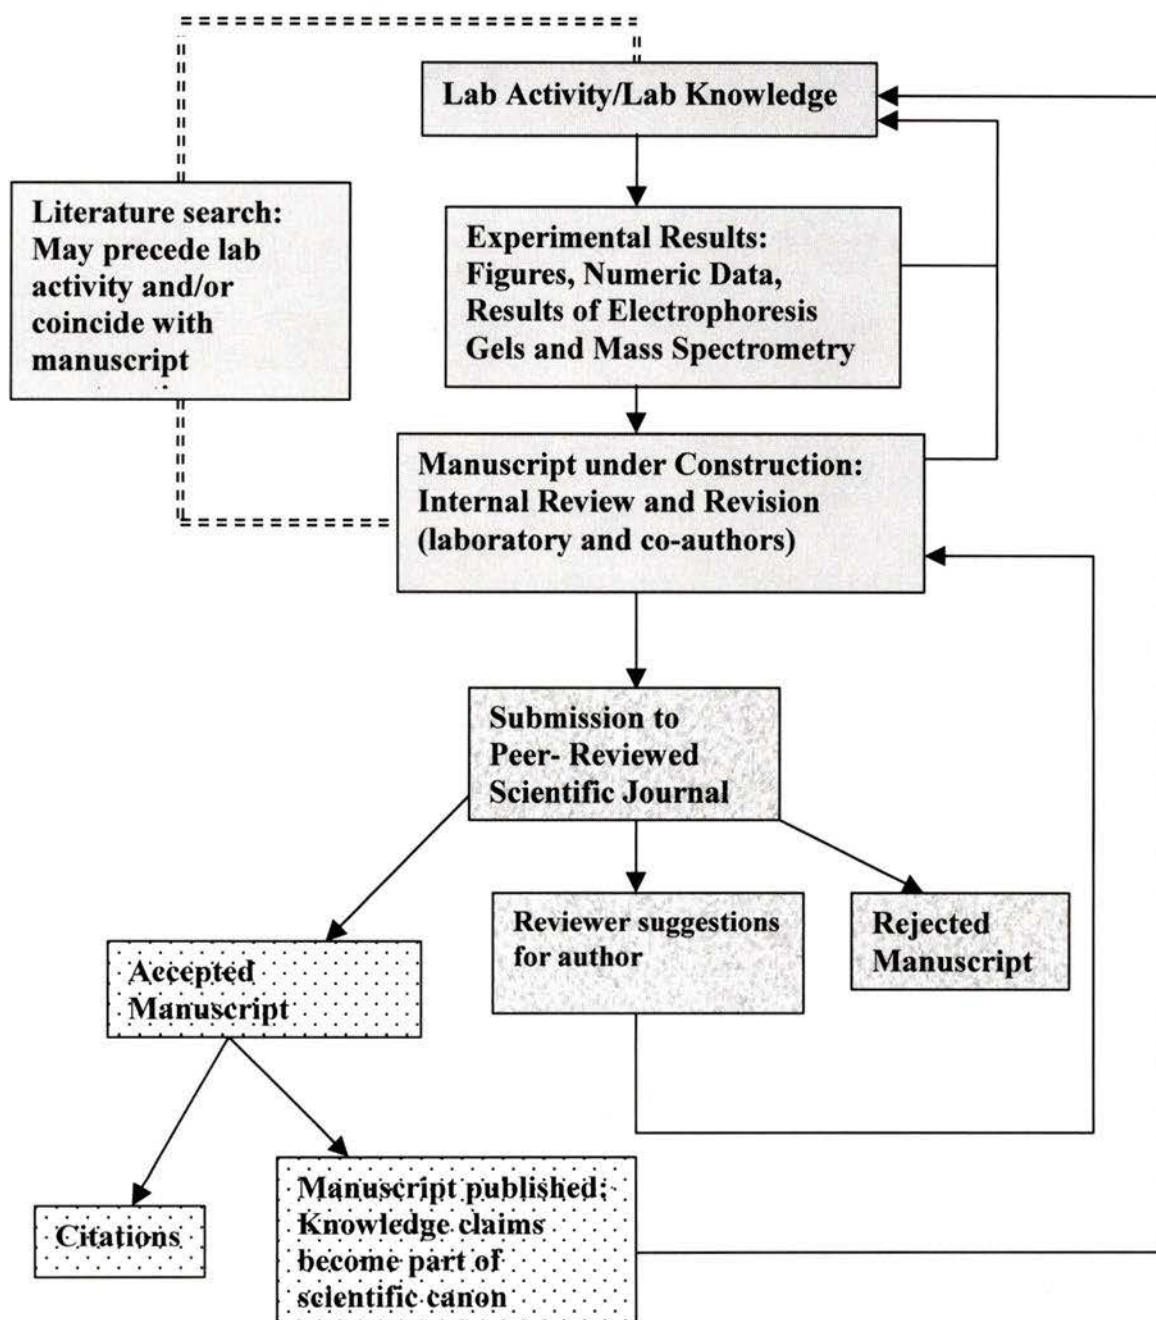 Lab Activity/Lab Knowledge
Literature search:
May precede lab
activity and/or
coincide with
manuscript
Experimental Results:
Figures, Numeric Data,
Results of Electrophoresis
Gels and Mass Spectrometry
Manuscript under Construction:
Internal Review and Revision
(laboratory and co-authors)
Submission to
Peer- Reviewed
Scientific Journal
Reviewer suggestions
for author
Rejected
Manuscript
Accepted
Manuscript
Citations
Manuscript published:
Knowledge claims
become part of
scientific canon